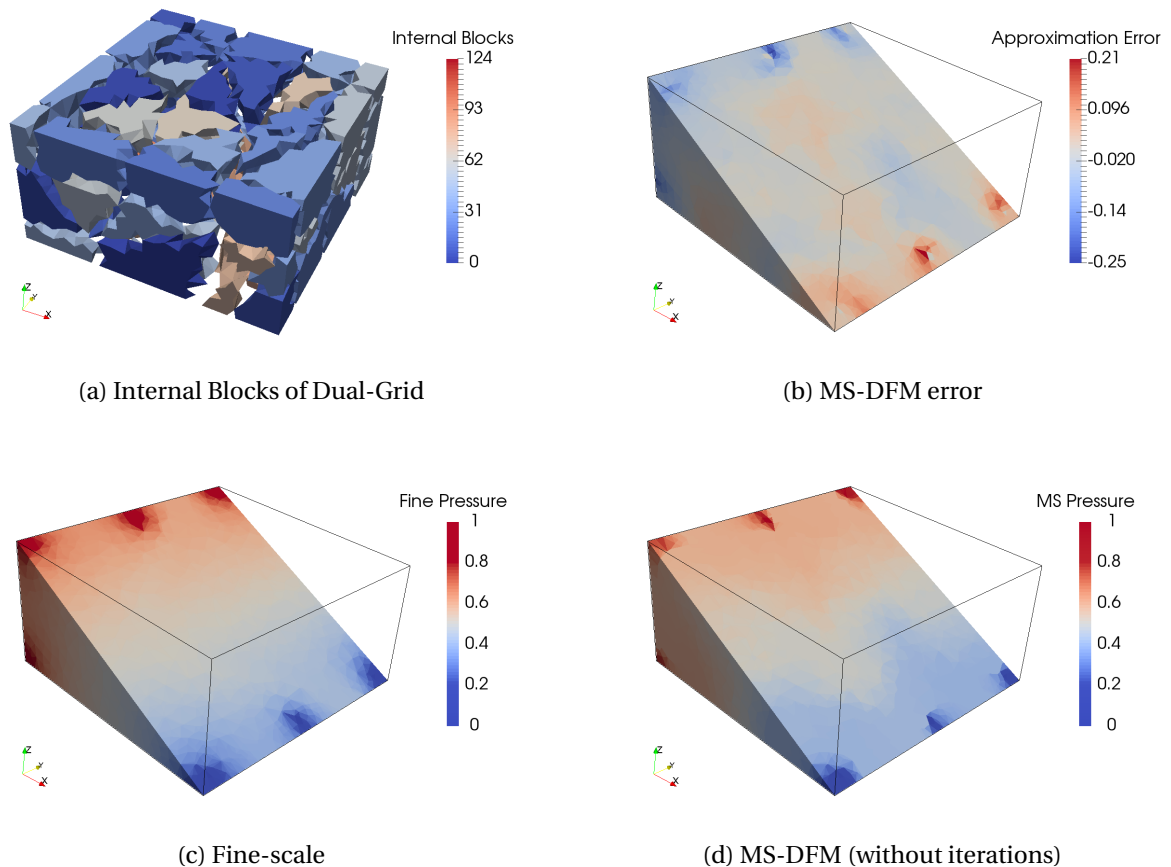 Internal Blocks
124
93
62
31
0
Z
Y
X
(a) Internal Blocks of Dual-Grid
Approximation Error
0.21
0.096
-0.020
-0.14
-0.25
Z
Y
X
(b) MS-DFM error
Fine Pressure
1
0.8
0.6
0.4
0.2
0
Z
Y
X
(c) Fine-scale
MS Pressure
1
0.8
0.6
0.4
0.2
0
Z
Y
X
(d) MS-DFM (without iterations)